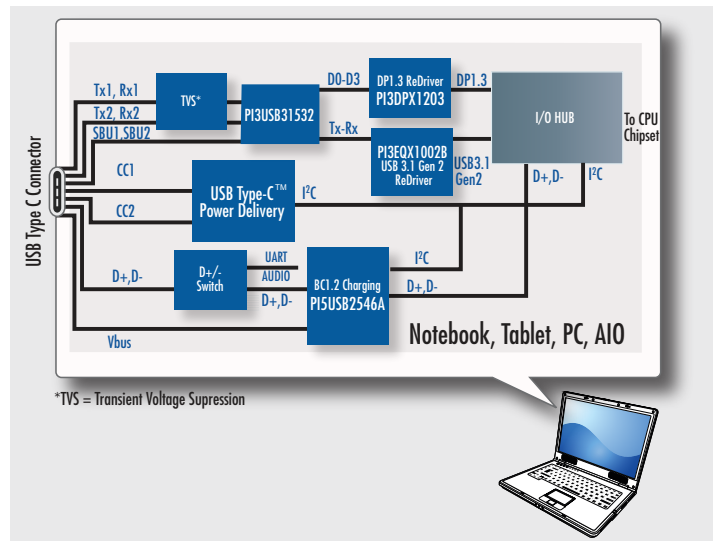 D0-D3
DP1.3 ReDriver
PI3DPX1203
DP1.3
Tx1, Rx1
TVS*
Tx2, Rx2
PI3USB31532
I/O HUB
To CPU
Chipset
SBU1,SBU2
Tx-Rx
PI3EQX1002B
USB 3.1 Gen 2
ReDriver
USB3.1
Gen2
USB Type C Connector
CC1
D+,D-
I²C
USB Type-C™
Power Delivery
I²C
CC2
D+,D-
D+/-
Switch
UART
AUDIO
D+,D-
BC1.2 Charging
PI5USB2546A
I²C
D+,D-
Vbus
Notebook, Tablet, PC, AIO
*TVS = Transient Voltage Supression